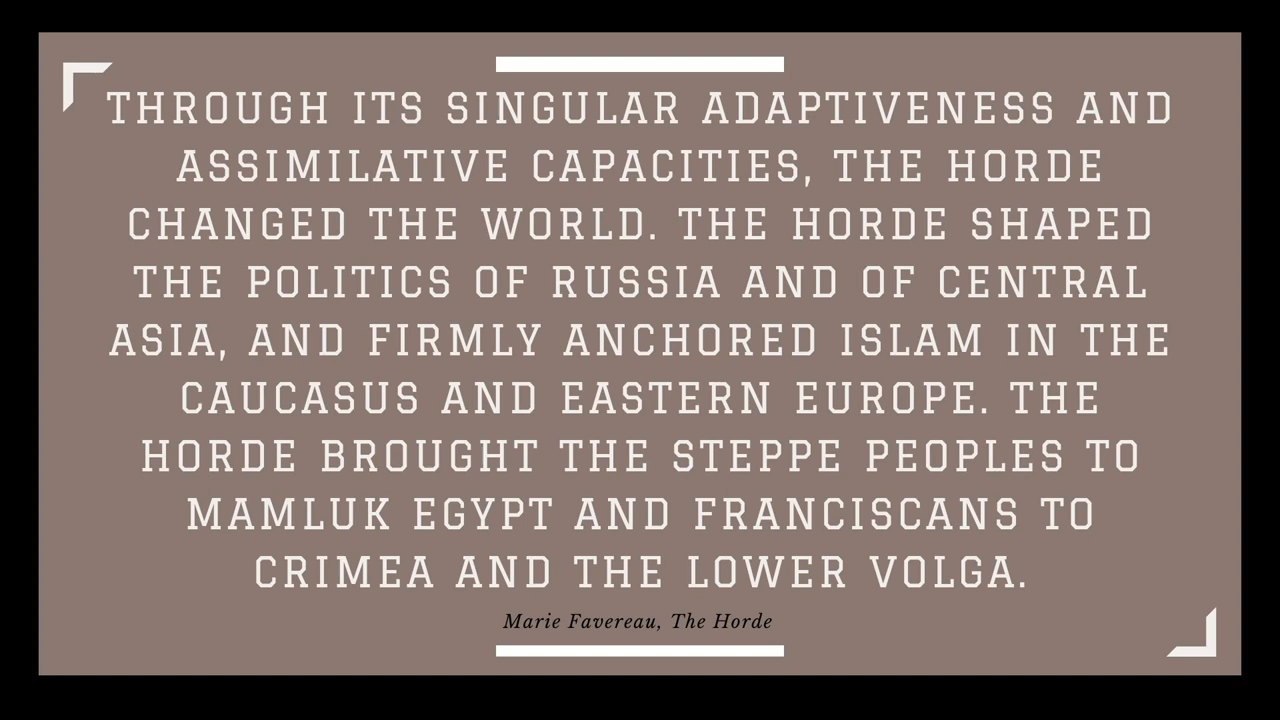 THROUGH ITS SINGULAR ADAPTIVENESS AND
ASSIMILATIVE CAPACITIES, THE HORDE
CHANGED THE WORLD. THE HORDE SHAPED
THE POLITICS OF RUSSIA AND OF CENTRAL
ASIA, AND FIRMLY ANCHORED ISLAM IN THE
CAUCASUS AND EASTERN EUROPE. THE
HORDE BROUGHT THE STEPPE PEOPLES TO
MAMLUK EGYPT AND FRANCISCANS TO
CRIMEA AND THE LOWER VOLGA.
Marie Favereau, The Horde